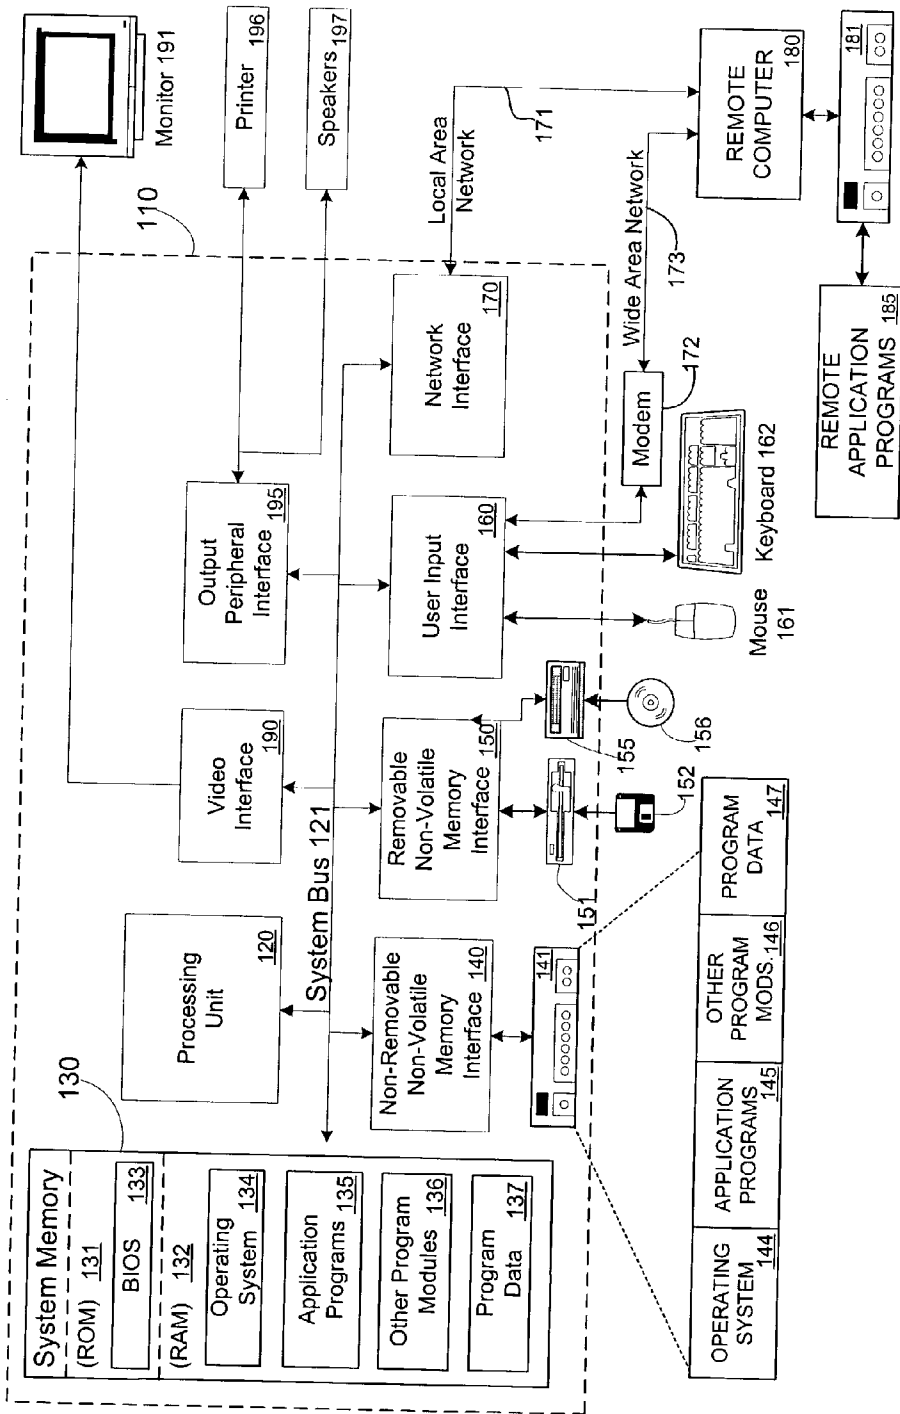 System Memory
(ROM) 131
BIOS
133
(RAM) 132
Operating
System 134
Application
Programs 135
Other Program
Modules 136
Program
Data 137
130
Processing
Unit
120
Video
Interface
190
Output
Peripheral
Interface
195
110
Monitor 191
Printer
196
Speakers
197
System Bus 121
Non-Removable
Non-Volatile
Memory
Interface
140
Removable
Non-Volatile
Memory
Interface
150
User Input
Interface
160
Network
Interface
170
Local Area
Network
171
141
151
152
155
156
Mouse
161
Keyboard 162
Modem
172
Wide Area Network
173
REMOTE
COMPUTER
180
181
REMOTE
APPLICATION
PROGRAMS
185
OPERATING
SYSTEM
144
APPLICATION
PROGRAMS
145
OTHER
PROGRAM
MODS.
146
PROGRAM
DATA
147